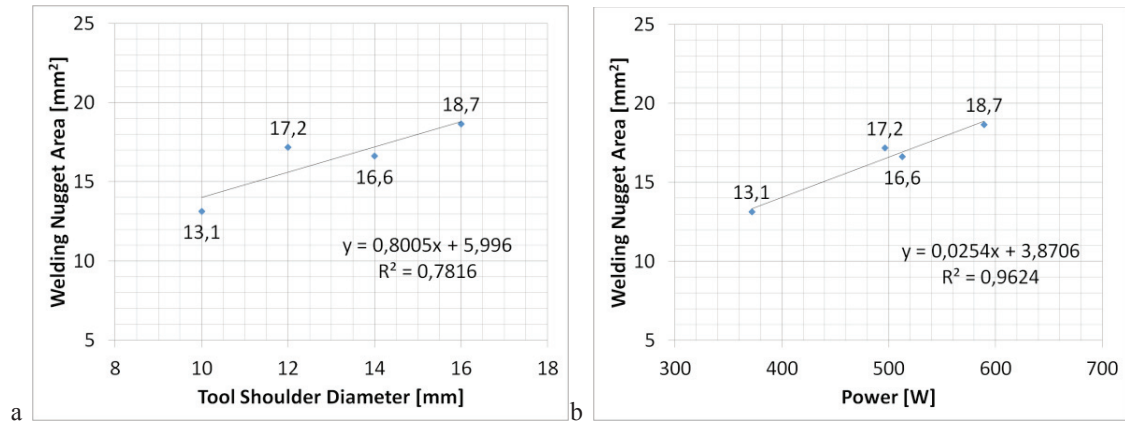 25
20
15
10
5
Welding Nugget Area [mm²]
13,1
17,2
16,6
18,7
y = 0,8005x + 5,996
R² = 0,7816
8 10 12 14 16 18
Tool Shoulder Diameter [mm]
a
25
20
15
10
5
Welding Nugget Area [mm²]
13,1
17,2
16,6
18,7
y = 0,0254x + 3,8706
R² = 0,9624
300 400 500 600 700
Power [W]
b